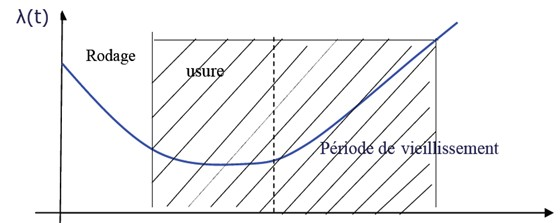 λ(t)
Rodage
usure
Période de vieillissement